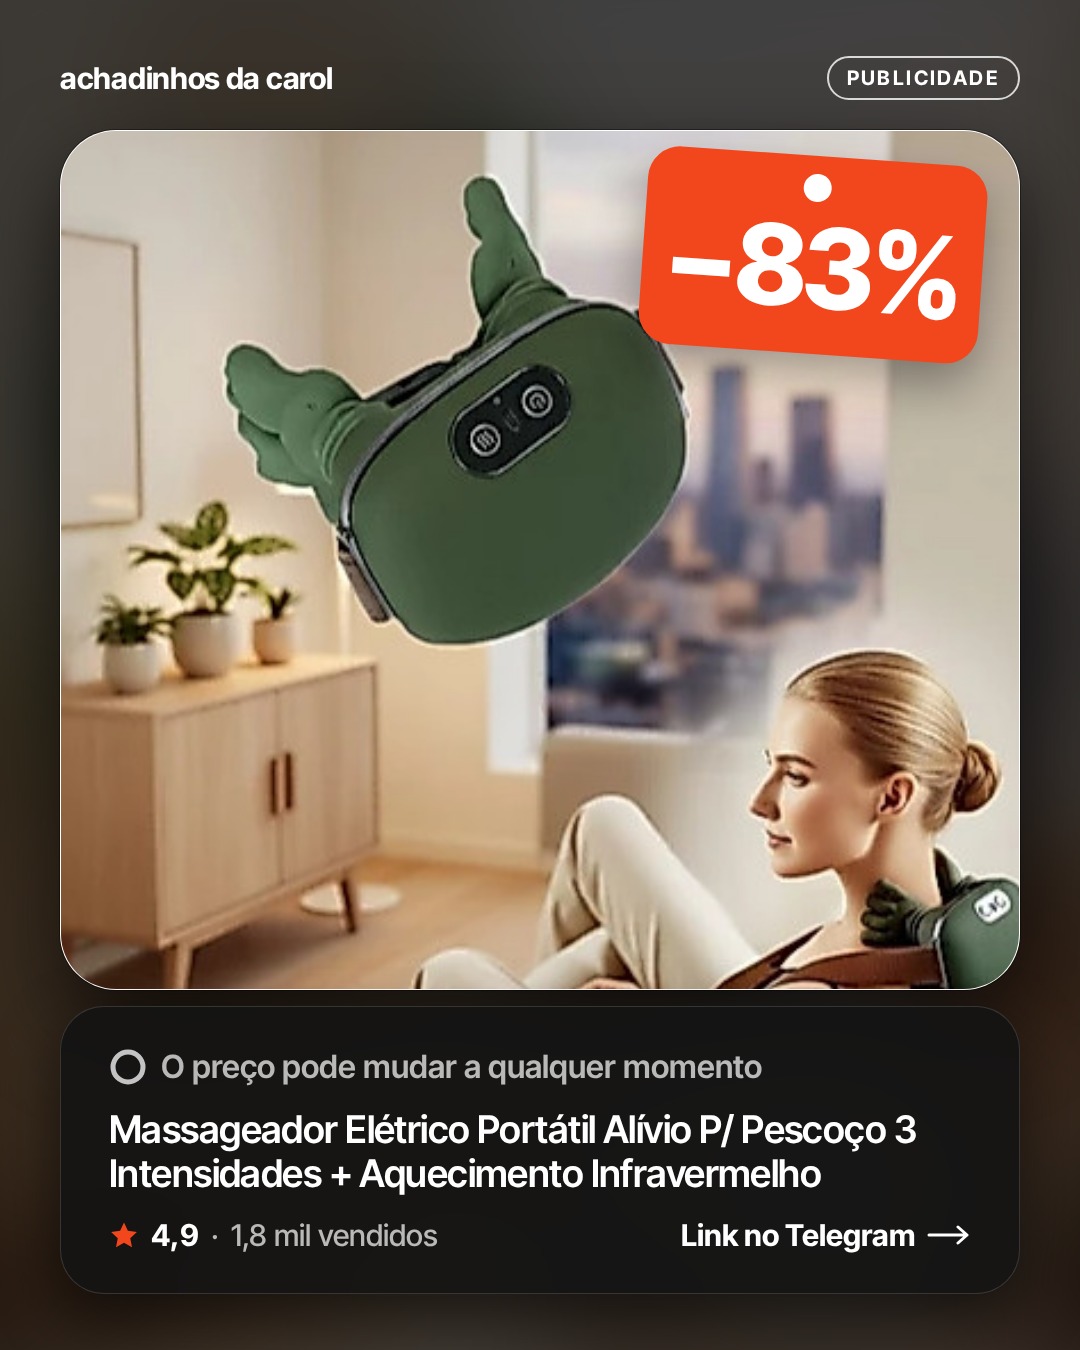 achadinhos da carol
PUBLICIDADE
−83%
O preço pode mudar a qualquer momento
Massageador Elétrico Portátil Alívio P/ Pescoço 3
Intensidades + Aquecimento Infravermelho
4,9 · 1,8 mil vendidos
Link no Telegram →